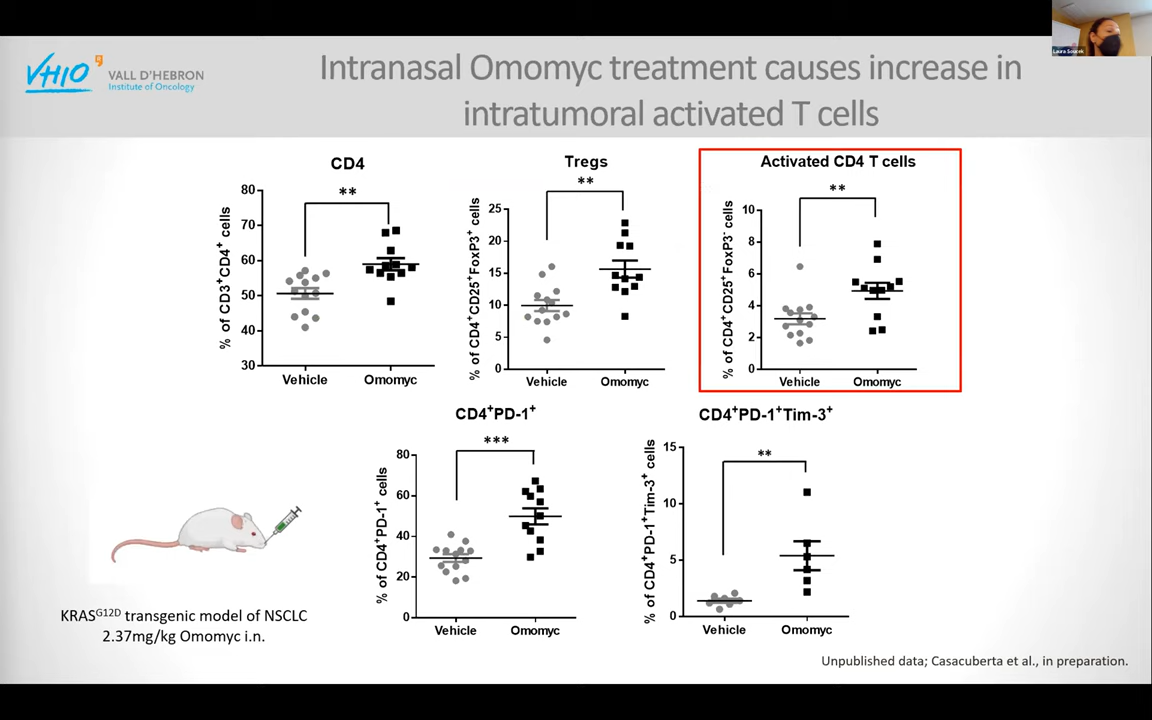 Laura Soucek
VHIO
VALL D'HEBRON
Institute of Oncology
Intranasal Omomyc treatment causes increase in
intratumoral activated T cells
CD4
**
% of CD3⁺CD4⁺ cells
80
70
60
50
40
30
Vehicle
Omomyc
Tregs
**
% of CD4⁺CD25⁺FoxP3⁺ cells
25
20
15
10
5
0
Vehicle
Omomyc
Activated CD4 T cells
**
% of CD4⁺CD25⁺FoxP3⁻ cells
10
8
6
4
2
0
Vehicle
Omomyc
CD4⁺PD-1⁺
***
% of CD4⁺PD-1⁺ cells
80
60
40
20
0
Vehicle
Omomyc
CD4⁺PD-1⁺Tim-3⁺
**
% of CD4⁺PD-1⁺Tim-3⁺ cells
15
10
5
0
Vehicle
Omomyc
KRASᴳ¹²ᴰ transgenic model of NSCLC
2.37mg/kg Omomyc i.n.
Unpublished data; Casacuberta et al., in preparation.